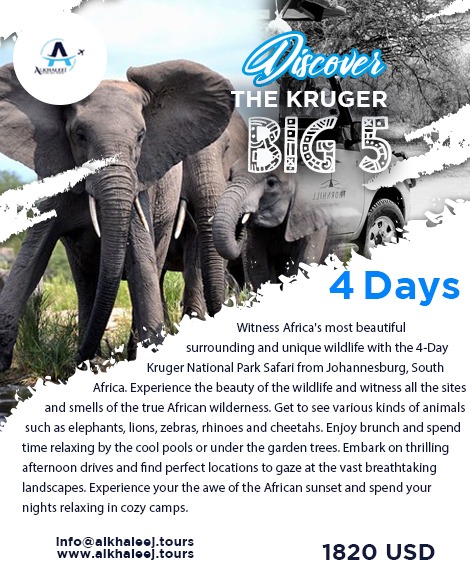 ALKHALEEJ
Discover
THE KRUGER
BIG 5
4 Days
Witness Africa's most beautiful
surrounding and unique wildlife with the 4-Day
Kruger National Park Safari from Johannesburg, South
Africa. Experience the beauty of the wildlife and witness all the sites
and smells of the true African wilderness. Get to see various kinds of animals
such as elephants, lions, zebras, rhinoes and cheetahs. Enjoy brunch and spend
time relaxing by the cool pools or under the garden trees. Embark on thrilling
afternoon drives and find perfect locations to gaze at the vast breathtaking
landscapes. Experience your the awe of the African sunset and spend your
nights relaxing in cozy camps.
Info@alkhaleej.tours
www.alkhaleej.tours
1820 USD